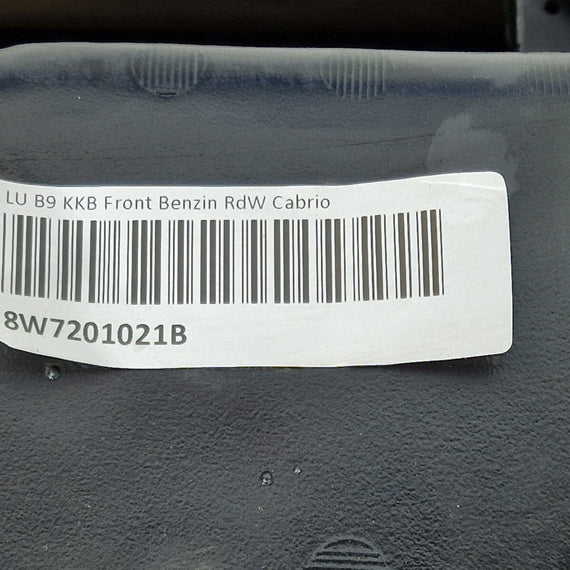 LU B9 KKB Front Benzin RdW Cabrio
8W7201021B